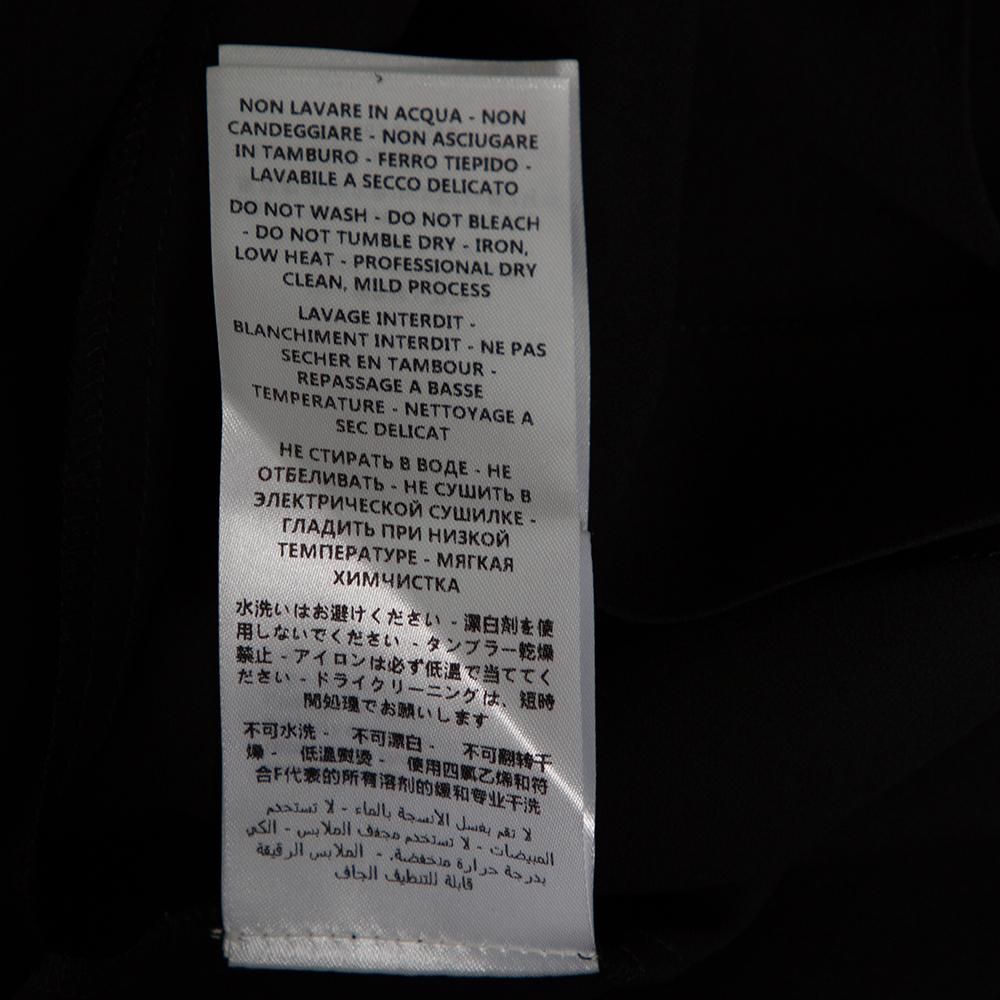 NON LAVARE IN ACQUA - NON
CANDEGGIARE - NON ASCIUGARE
IN TAMBURO - FERRO TIEPIDO -
LAVABILE A SECCO DELICATO
DO NOT WASH - DO NOT BLEACH
- DO NOT TUMBLE DRY - IRON,
LOW HEAT - PROFESSIONAL DRY
CLEAN, MILD PROCESS
LAVAGE INTERDIT -
BLANCHIMENT INTERDIT - NE PAS
SECHER EN TAMBOUR -
REPASSAGE A BASSE
TEMPERATURE - NETTOYAGE A
SEC DELICAT
НЕ СТИРАТЬ В ВОДЕ - НЕ
ОТБЕЛИВАТЬ - НЕ СУШИТЬ В
ЭЛЕКТРИЧЕСКОЙ СУШИЛКЕ -
ГЛАДИТЬ ПРИ НИЗКОЙ
ТЕМПЕРАТУРЕ - МЯГКАЯ
ХИМЧИСТКА
水洗いはお避けください - 漂白剤を使
用しないでください - タンブラー乾燥
禁止 - アイロンは必ず低温で当ててく
ださい - ドライクリーニングは、短時
間処理でお願いします
不可水洗 - 不可漂白 - 不可翻转干
燥 - 低温熨烫 - 使用四氯乙烯和符
合F代表的所有溶剂的缓和专业干洗
لا تقم بغسل الأنسجة بالماء - لا تستخدم
المبيضات - لا تستخدم مجفف الملابس - الكي
بدرجة حرارة منخفضة. - الملابس الرقيقة
قابلة للتنظيف الجاف